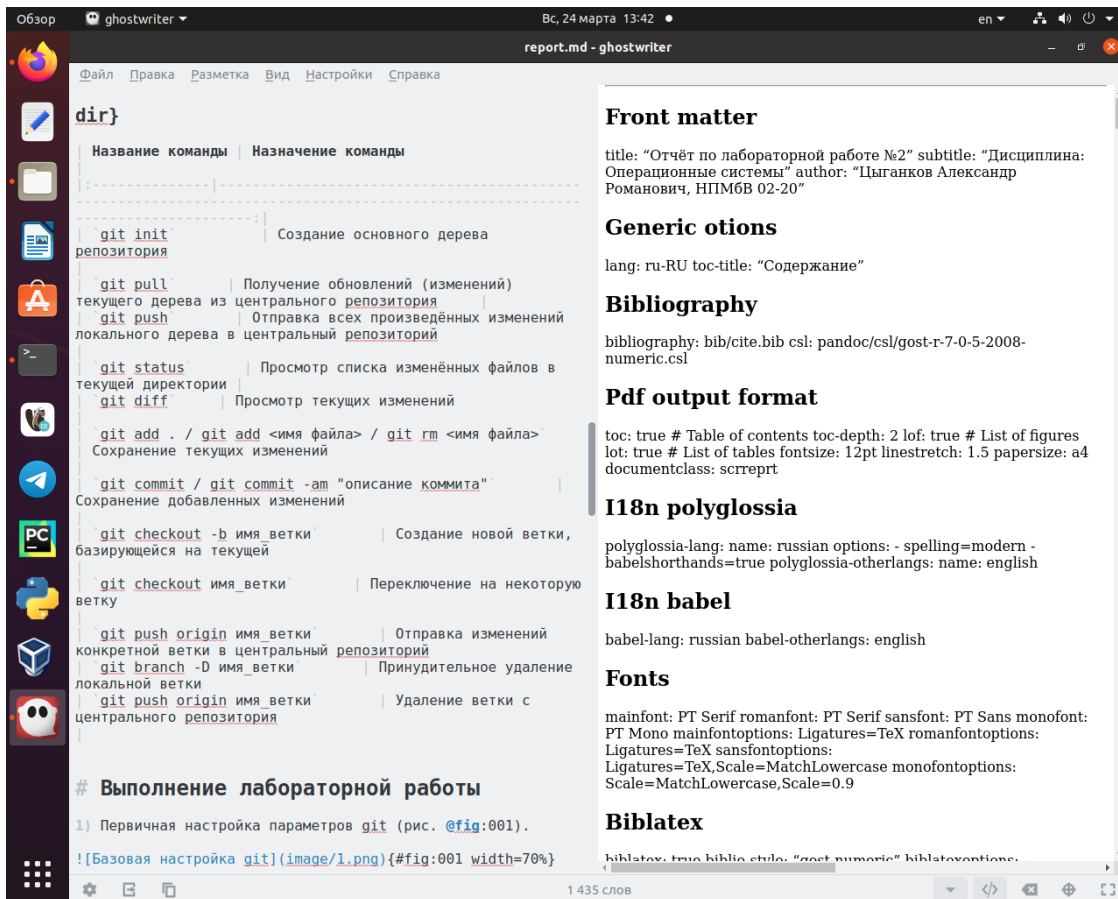 Обзор ghostwriter Вс, 24 марта 13:42 en
report.md - ghostwriter
Файл Правка Разметка Вид Настройки Справка
dir}
| Название команды | Назначение команды
|
|:--------------|--------------------------------------------
-------------------------------------------------------------
---------------------:|
| `git init` | Создание основного дерева
репозитория
|
| `git pull` | Получение обновлений (изменений)
текущего дерева из центрального репозитория |
| `git push` | Отправка всех произведённых изменений
локального дерева в центральный репозиторий
|
| `git status` | Просмотр списка изменённых файлов в
текущей директории |
| `git diff` | Просмотр текущих изменений
|
| `git add . / git add <имя файла> / git rm <имя файла>`
| Сохранение текущих изменений
|
| `git commit / git commit -am "описание коммита"` |
Сохранение добавленных изменений
|
| `git checkout -b имя_ветки` | Создание новой ветки,
базирующейся на текущей
|
| `git checkout имя_ветки` | Переключение на некоторую
ветку
|
| `git push origin имя_ветки` | Отправка изменений
конкретной ветки в центральный репозиторий
| `git branch -D имя_ветки` | Принудительное удаление
локальной ветки
| `git push origin имя_ветки` | Удаление ветки с
центрального репозитория
|
# Выполнение лабораторной работы
1) Первичная настройка параметров git (рис. @fig:001).
![Базовая настройка git](image/1.png){#fig:001 width=70%}
Front matter
title: “Отчёт по лабораторной работе №2” subtitle: “Дисциплина:
Операционные системы” author: “Цыганков Александр
Романович, НПМбВ 02-20”
Generic otions
lang: ru-RU toc-title: “Содержание”
Bibliography
bibliography: bib/cite.bib csl: pandoc/csl/gost-r-7-0-5-2008-
numeric.csl
Pdf output format
toc: true # Table of contents toc-depth: 2 lof: true # List of figures
lot: true # List of tables fontsize: 12pt linestretch: 1.5 papersize: a4
documentclass: scrreprt
I18n polyglossia
polyglossia-lang: name: russian options: - spelling=modern -
babelshorthands=true polyglossia-otherlangs: name: english
I18n babel
babel-lang: russian babel-otherlangs: english
Fonts
mainfont: PT Serif romanfont: PT Serif sansfont: PT Sans monofont:
PT Mono mainfontoptions: Ligatures=TeX romanfontoptions:
Ligatures=TeX sansfontoptions:
Ligatures=TeX,Scale=MatchLowercase monofontoptions:
Scale=MatchLowercase,Scale=0.9
Biblatex
biblatex: true biblio-style: “gost-numeric” biblatexoptions: -
1 435 слов
PC